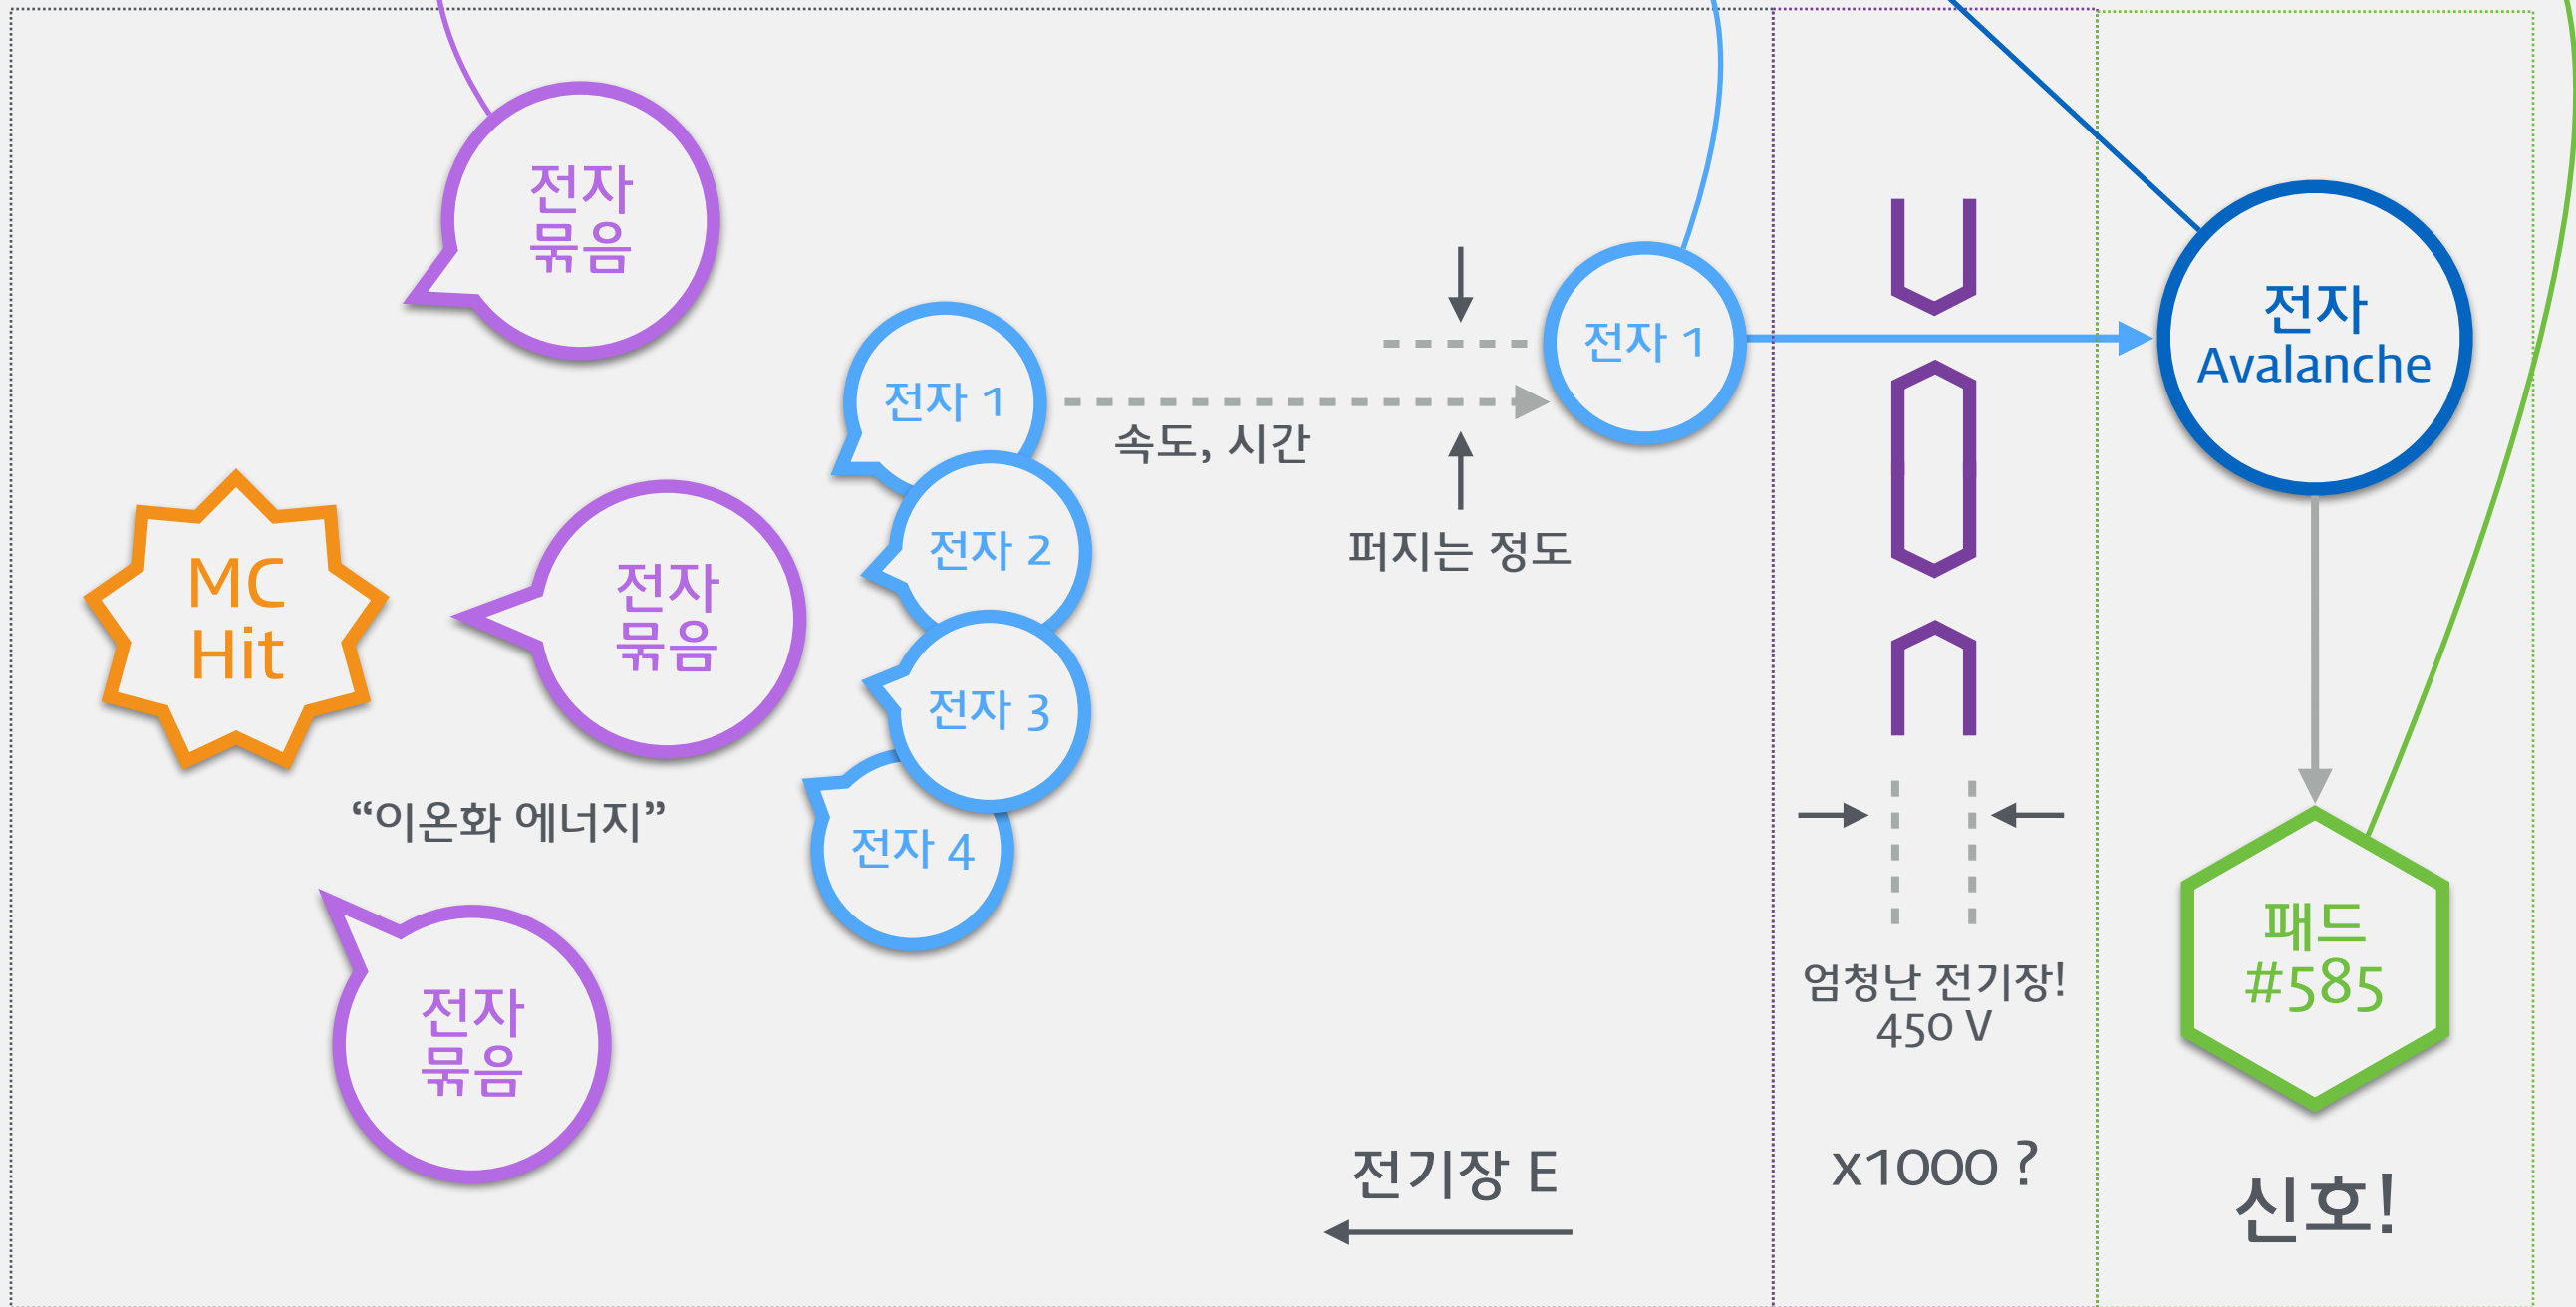 전자
묶음
MC
Hit
전자
묶음
“이온화 에너지”
전자
묶음
전자 1
전자 2
전자 3
전자 4
속도, 시간
퍼지는 정도
전자 1
전기장 E
엄청난 전기장!
450 V
x1000 ?
전자
Avalanche
패드
#585
신호!